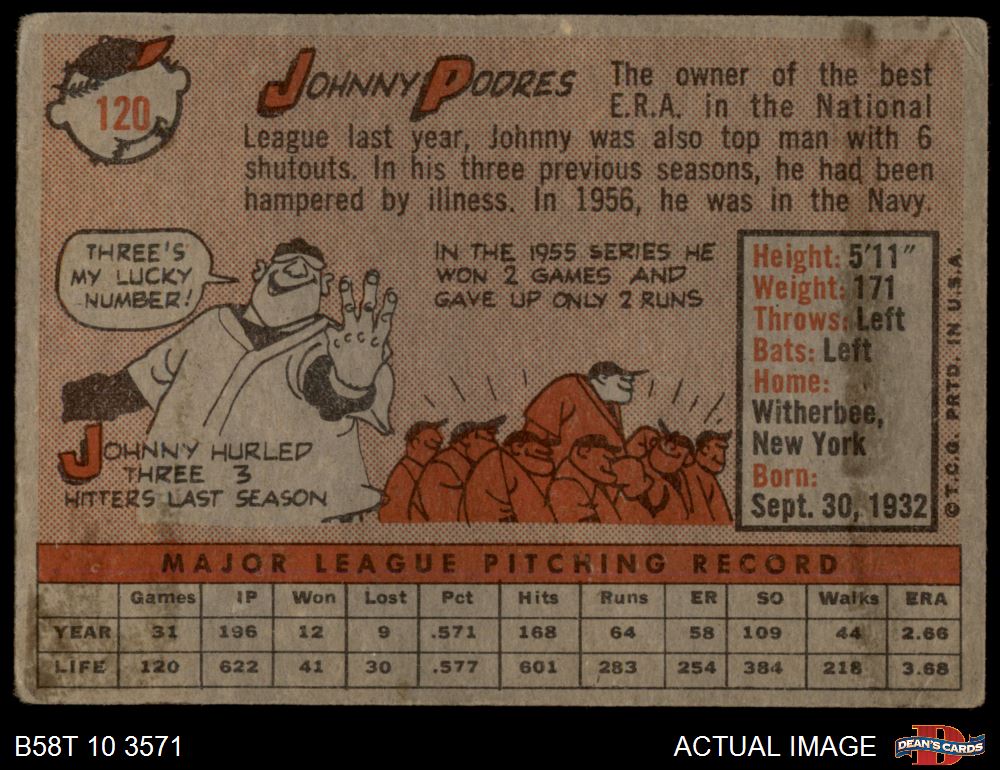 120
JOHNNY PODRES
The owner of the best
E.R.A. in the National
League last year, Johnny was also top man with 6
shutouts. In his three previous seasons, he had been
hampered by illness. In 1956, he was in the Navy.
THREE'S
MY LUCKY
NUMBER!
IN THE 1955 SERIES HE
WON 2 GAMES AND
GAVE UP ONLY 2 RUNS
JOHNNY HURLED
THREE 3
HITTERS LAST SEASON
Height: 5'11"
Weight: 171
Throws: Left
Bats: Left
Home:
Witherbee,
New York
Born:
Sept. 30, 1932
© T.C.G. PRTD. IN U.S.A.
MAJOR LEAGUE PITCHING RECORD
Games IP Won Lost Pct Hits Runs ER SO Walks ERA
YEAR 31 196 12 9 .571 168 64 58 109 44 2.66
LIFE 120 622 41 30 .577 601 283 254 384 218 3.68
B58T 10 3571
ACTUAL IMAGE
D
DEAN'S CARDS